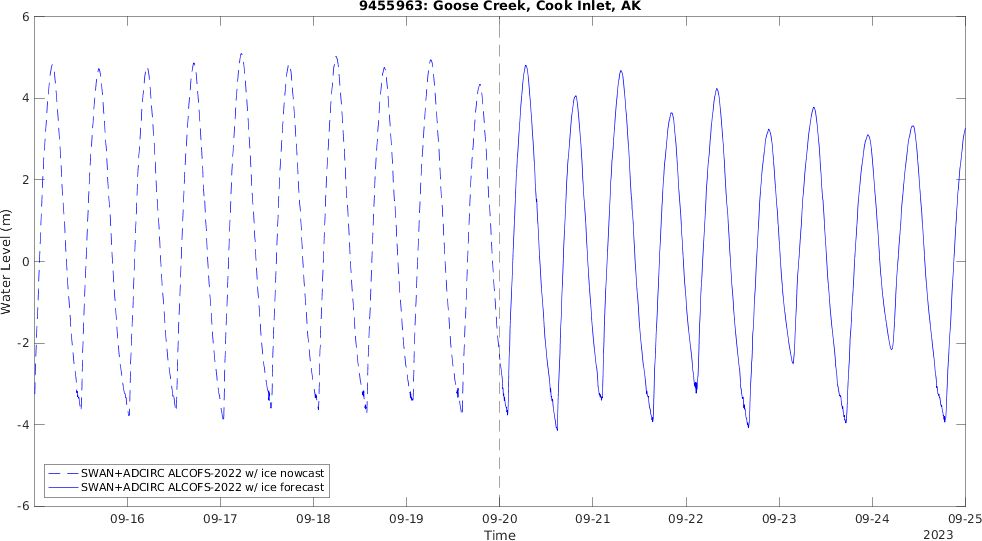 9455963: Goose Creek, Cook Inlet, AK
6
4
2
0
-2
-4
-6
Water Level (m)
SWAN+ADCIRC ALCOFS-2022 w/ ice nowcast
SWAN+ADCIRC ALCOFS-2022 w/ ice forecast
09-16 09-17 09-18 09-19 09-20 09-21 09-22 09-23 09-24 09-25
Time
2023